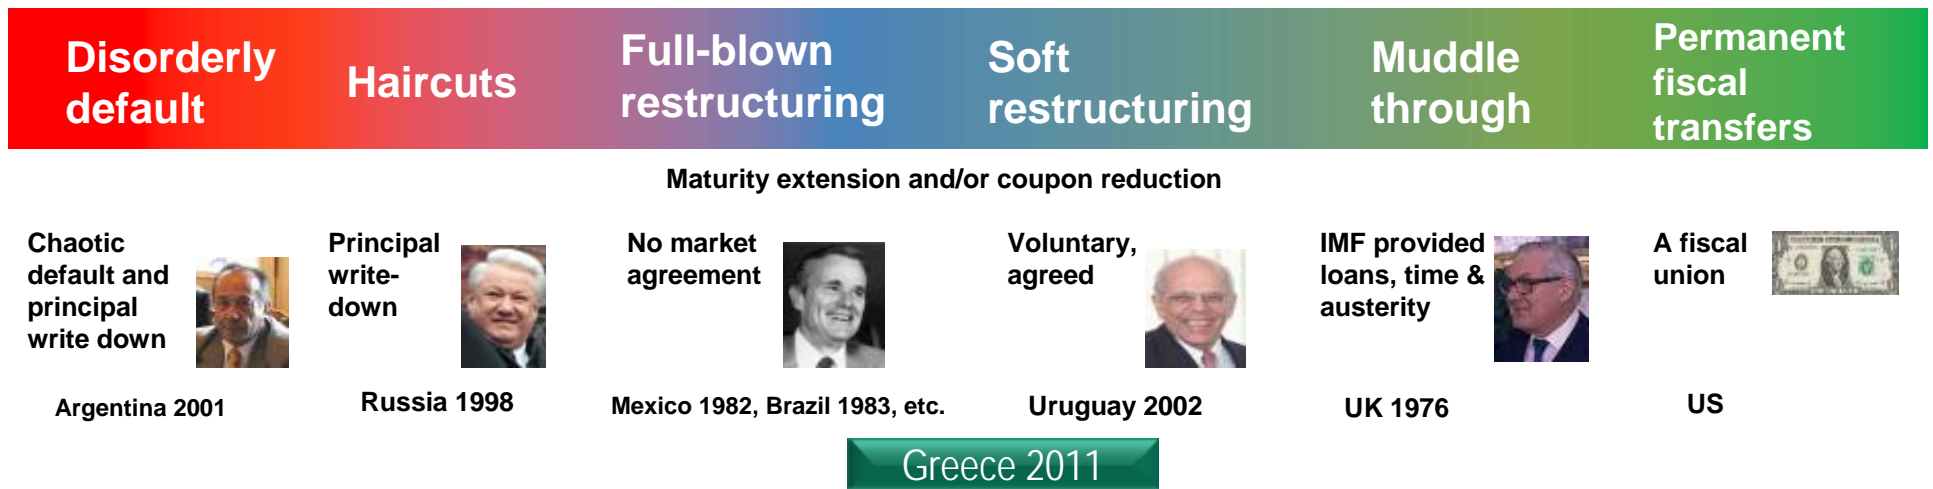 Disorderly
default
Haircuts
Full-blown
restructuring
Soft
restructuring
Muddle
through
Permanent
fiscal
transfers
Maturity extension and/or coupon reduction
Chaotic
default and
principal
write down
Principal
write-
down
No market
agreement
Voluntary,
agreed
IMF provided
loans, time &
austerity
A fiscal
union
Argentina 2001
Russia 1998
Mexico 1982, Brazil 1983, etc.
Uruguay 2002
UK 1976
US
Greece 2011